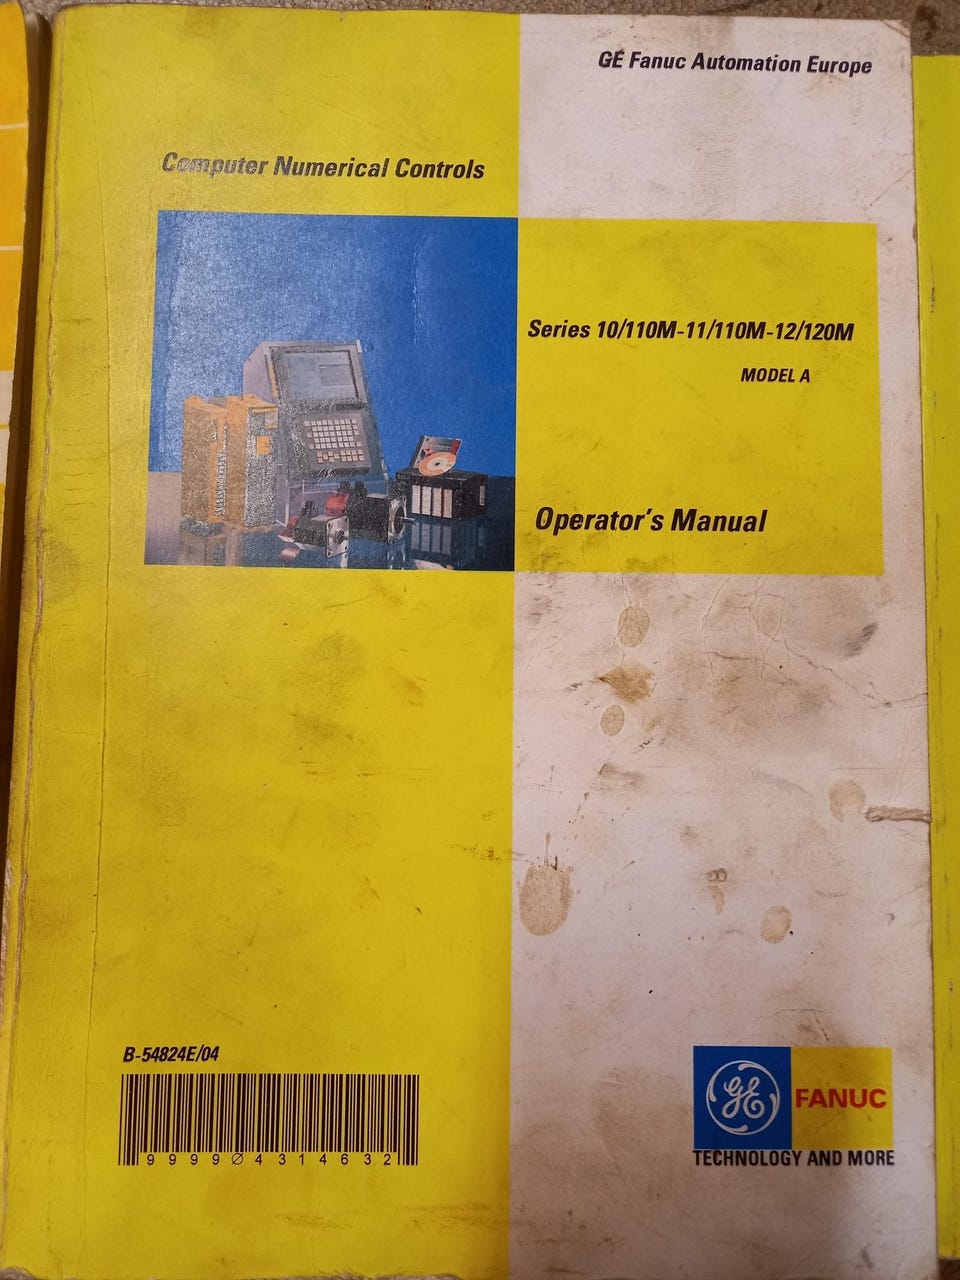 GE Fanuc Automation Europe
Computer Numerical Controls
Series 10/110M-11/110M-12/120M
MODEL A
Operator's Manual
B-54824E/04
9999Ø4314632
GE FANUC
TECHNOLOGY AND MORE